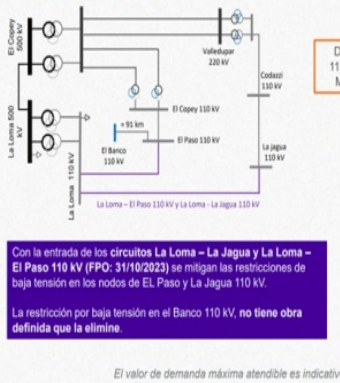 El Copey
500 kV
Valledupar
220 kV
Codazzi
110 kV
D
11
M
La Loma 500
kV
El Copey 110 kV
+ 91 km
El Banco
110 kV
El Paso 110 kV
La jagua
110 kV
La Loma 110 kV
La Loma – El Paso 110 kV y La Loma - La Jagua 110 kV
Con la entrada de los circuitos La Loma – La Jagua y La Loma –
El Paso 110 kV (FPO: 31/10/2023) se mitigan las restricciones de
baja tensión en los nodos de EL Paso y La Jagua 110 kV.
La restricción por baja tensión en el Banco 110 kV, no tiene obra
definida que la elimine.
El valor de demanda máxima atendible es indicativ